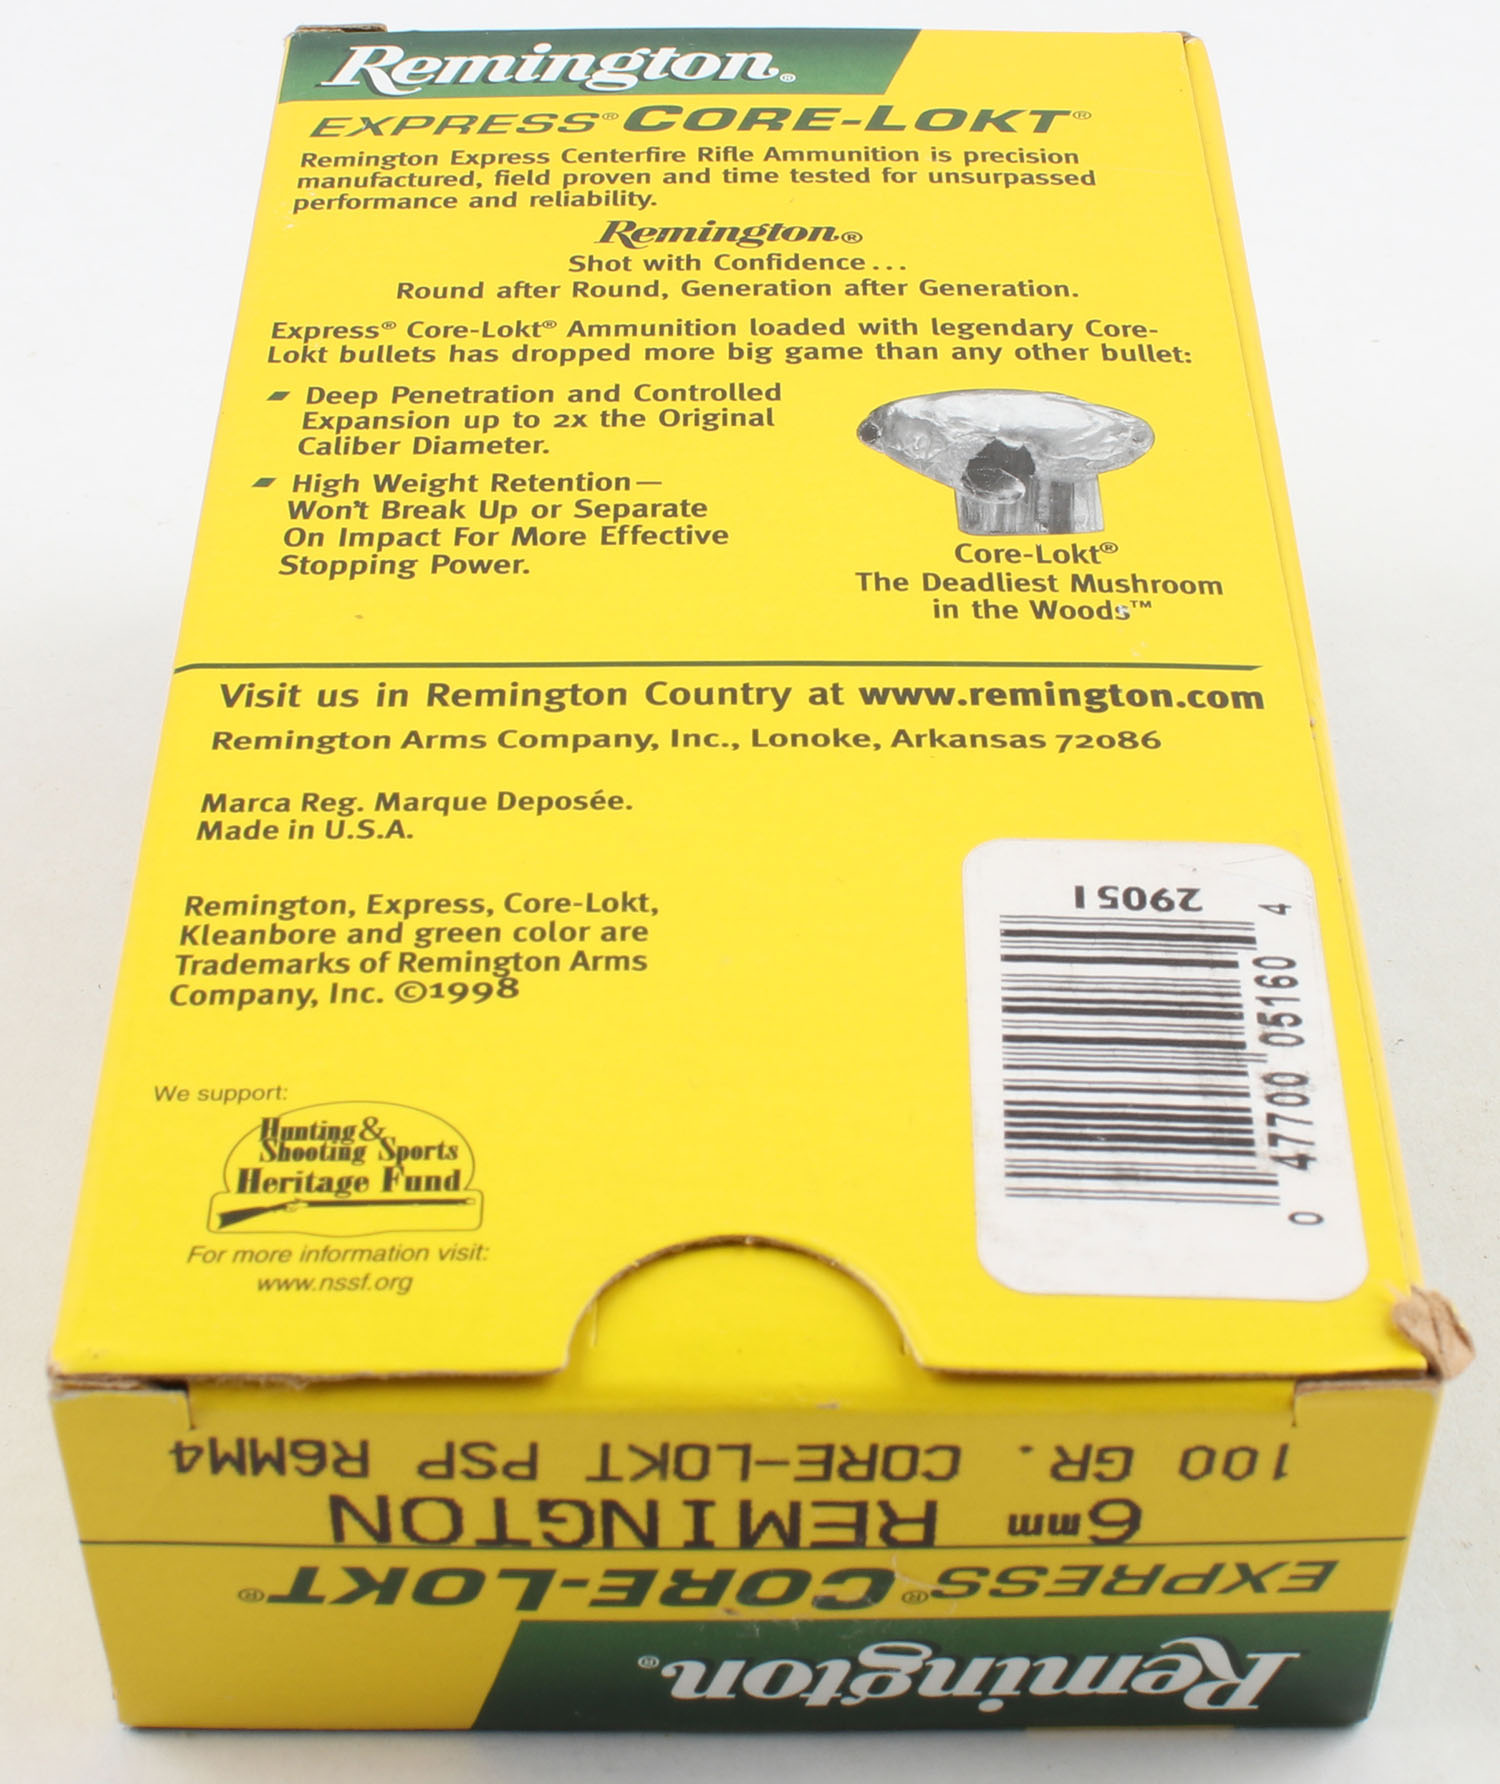 Remington®
EXPRESS® CORE-LOKT®
Remington Express Centerfire Rifle Ammunition is precision
manufactured, field proven and time tested for unsurpassed
performance and reliability.
Remington®
Shot with Confidence...
Round after Round, Generation after Generation.
Express® Core-Lokt® Ammunition loaded with legendary Core-
Lokt bullets has dropped more big game than any other bullet:
Deep Penetration and Controlled
Expansion up to 2x the Original
Caliber Diameter.
High Weight Retention—
Won't Break Up or Separate
On Impact For More Effective
Stopping Power.
Core-Lokt®
The Deadliest Mushroom
in the Woods™
Visit us in Remington Country at www.remington.com
Remington Arms Company, Inc., Lonoke, Arkansas 72086
Marca Reg. Marque Deposée.
Made in U.S.A.
Remington, Express, Core-Lokt,
Kleanbore and green color are
Trademarks of Remington Arms
Company, Inc. ©1998
29051
0 47700 05160 4
We support:
Hunting &
Shooting Sports
Heritage Fund
For more information visit:
www.nssf.org
Remington®
EXPRESS® CORE-LOKT®
6mm REMINGTON
100 GR. CORE-LOKT PSP R6MM4